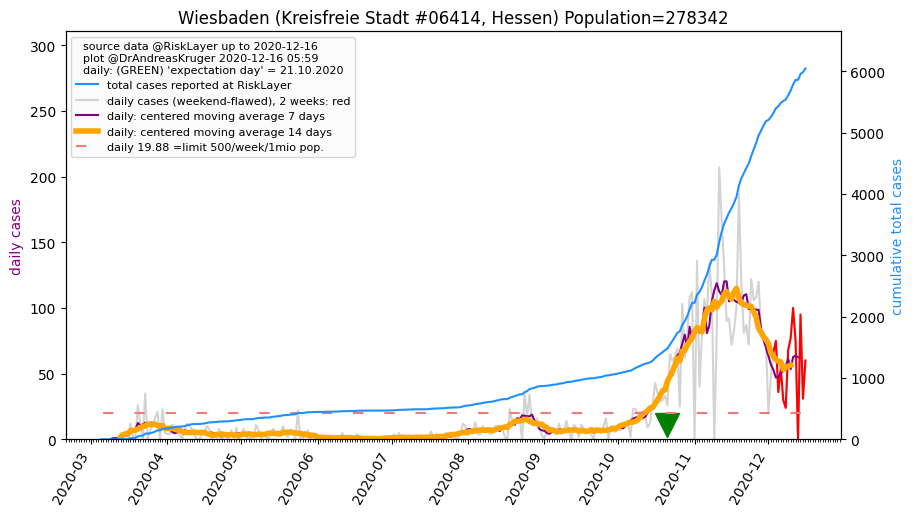 Wiesbaden (Kreisfreie Stadt #06414, Hessen) Population=278342
source data @RiskLayer up to 2020-12-16
plot @DrAndreasKruger 2020-12-16 05:59
daily: (GREEN) 'expectation day' = 21.10.2020
total cases reported at RiskLayer
daily cases (weekend-flawed), 2 weeks: red
daily: centered moving average 7 days
daily: centered moving average 14 days
daily 19.88 =limit 500/week/1mio pop.
daily cases
300
250
200
150
100
50
0
cumulative total cases
6000
5000
4000
3000
2000
1000
0
2020-03
2020-04
2020-05
2020-06
2020-07
2020-08
2020-09
2020-10
2020-11
2020-12